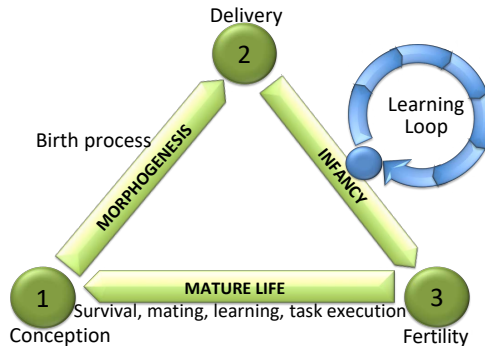 Delivery
2
Learning
Loop
Birth process
MORPHOGENESIS
INFANCY
1
MATURE LIFE
3
Survival, mating, learning, task execution
Conception
Fertility